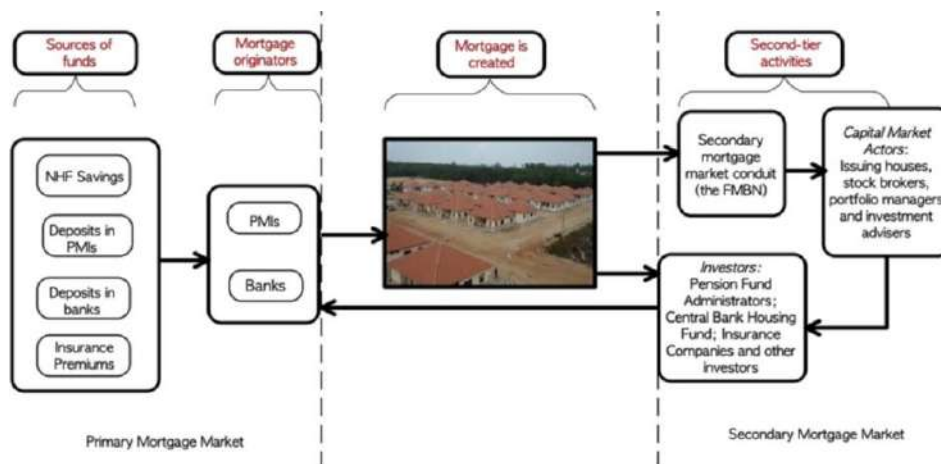 Sources of
funds
Mortgage
originators
Mortgage is
created
Second-tier
activities
NHF Savings
Deposits in
PMIs
Deposits in
banks
Insurance
Premiums
PMIs
Banks
Secondary
mortgage
market conduit
(the FMBN)
Capital Market
Actors:
Issuing houses,
stock brokers,
portfolio managers
and investment
advisers
Investors:
Pension Fund
Administrators;
Central Bank Housing
Fund; Insurance
Companies and other
investors
Primary Mortgage Market
Secondary Mortgage Market